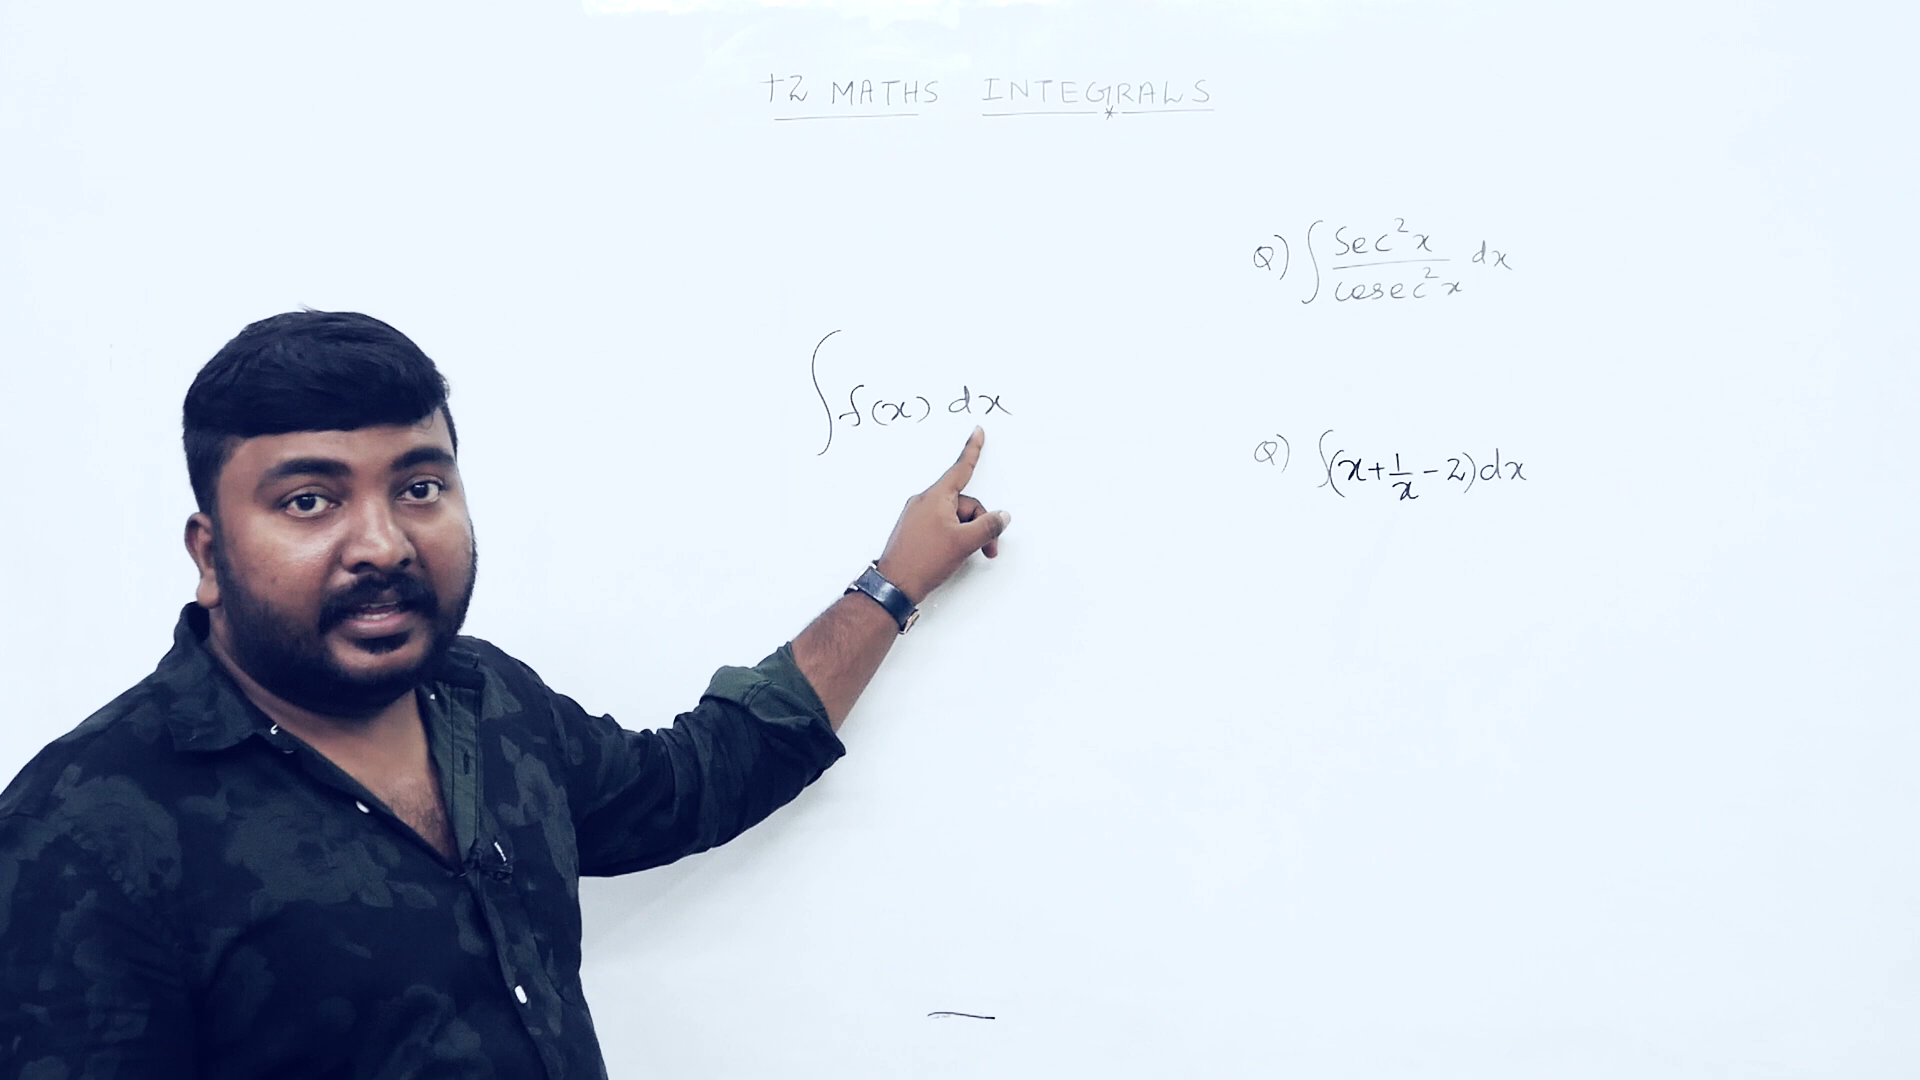 +2 MATHS INTEGRALS
Q) ∫ Sec²x / cosec²x dx
∫ f(x) dx
Q) ∫(x + 1/x - 2)dx